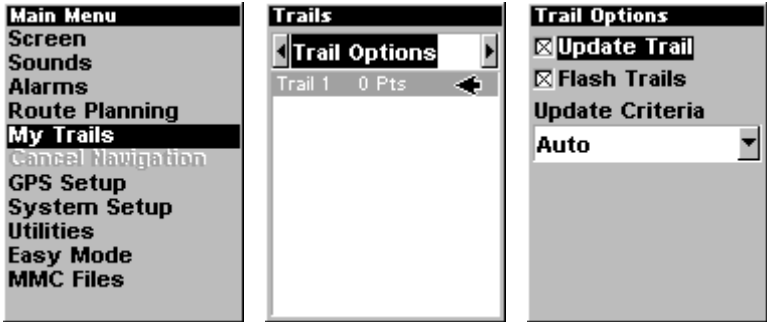 Main Menu
Screen
Sounds
Alarms
Route Planning
My Trails
Cancel Navigation
GPS Setup
System Setup
Utilities
Easy Mode
MMC Files
Trails
Trail Options
Trail 1 0 Pts
Trail Options
Update Trail
Flash Trails
Update Criteria
Auto